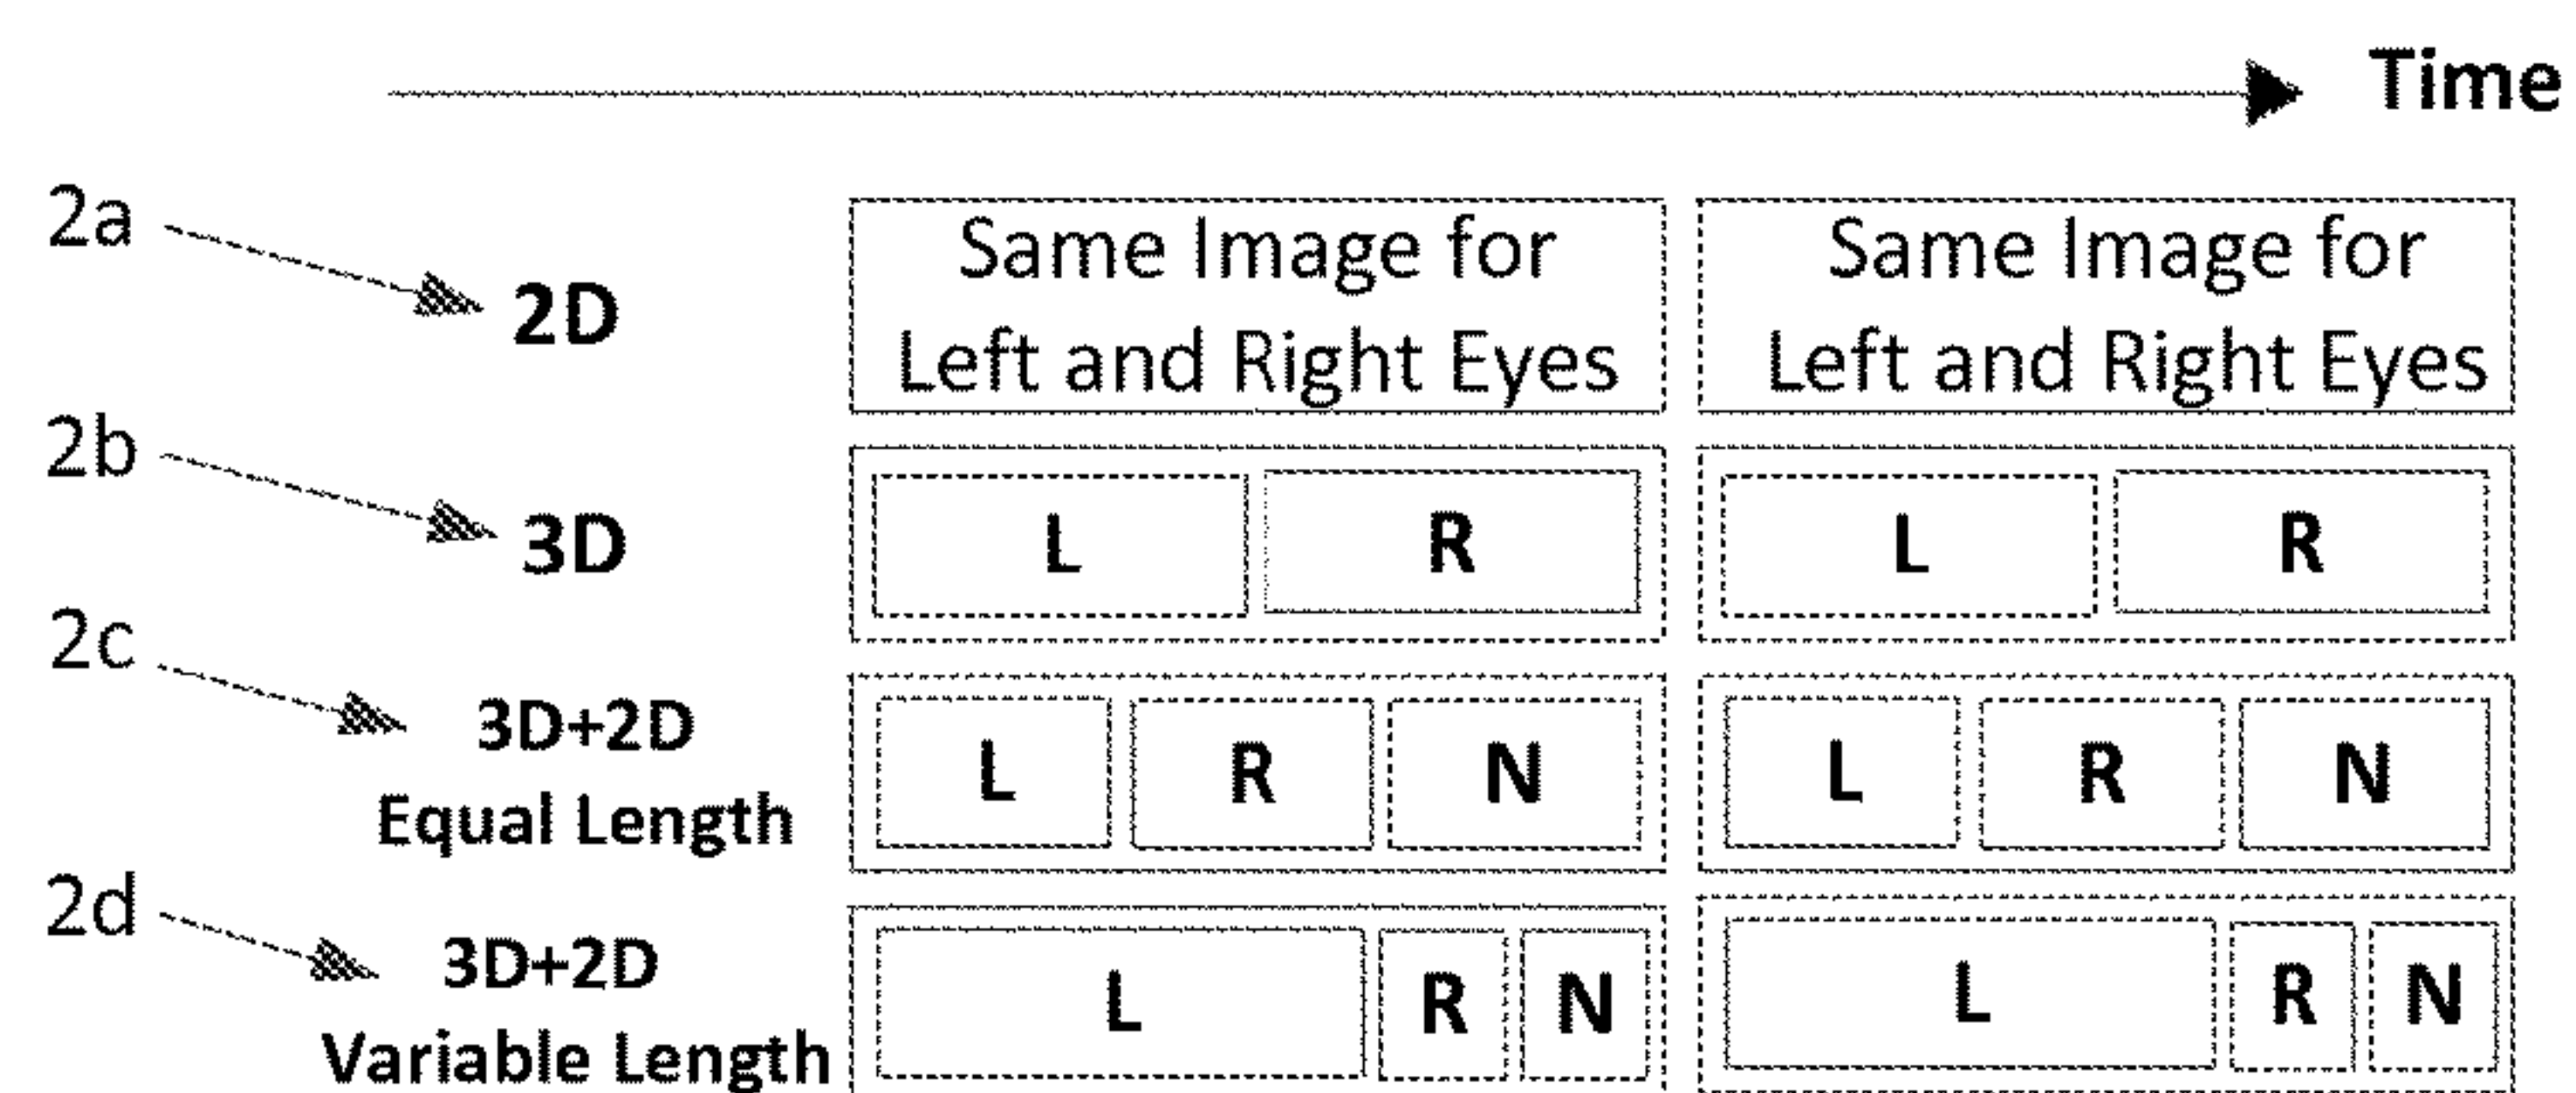 Time
2a
2D
Same Image for
Left and Right Eyes
Same Image for
Left and Right Eyes
2b
3D
L R L R
2c
3D+2D
Equal Length
L R N L R N
2d
3D+2D
Variable Length
L R N L R N